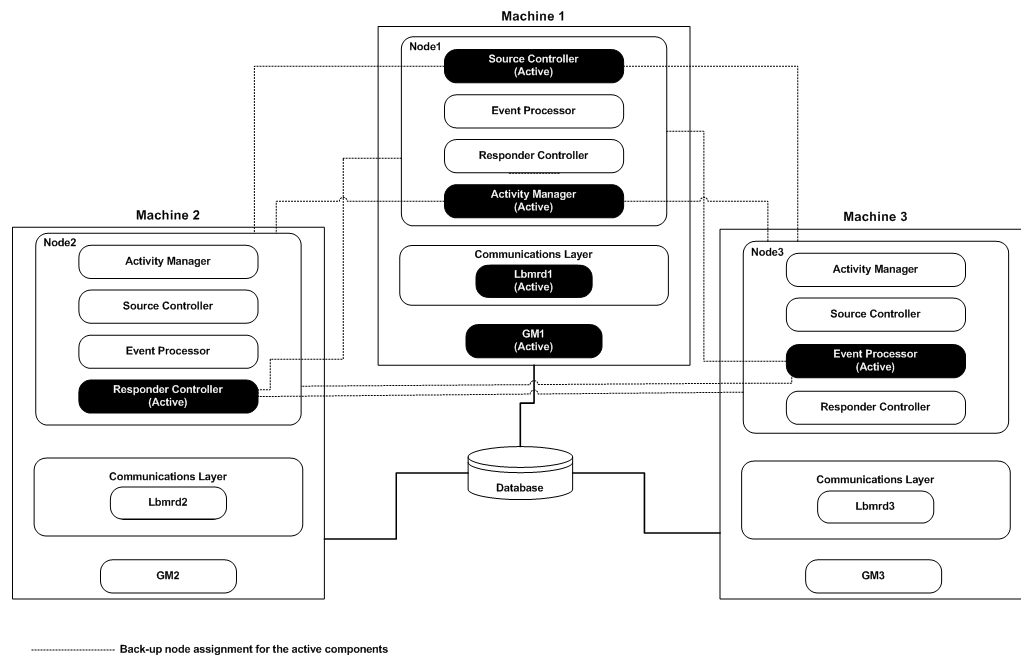 Machine 1
Node1
Source Controller
(Active)
Event Processor
Responder Controller
Activity Manager
(Active)
Communications Layer
Lbmrd1
(Active)
GM1
(Active)
Machine 2
Node2
Activity Manager
Source Controller
Event Processor
Responder Controller
(Active)
Communications Layer
Lbmrd2
GM2
Machine 3
Node3
Activity Manager
Source Controller
Event Processor
(Active)
Responder Controller
Communications Layer
Lbmrd3
GM3
Database
Back-up node assignment for the active components